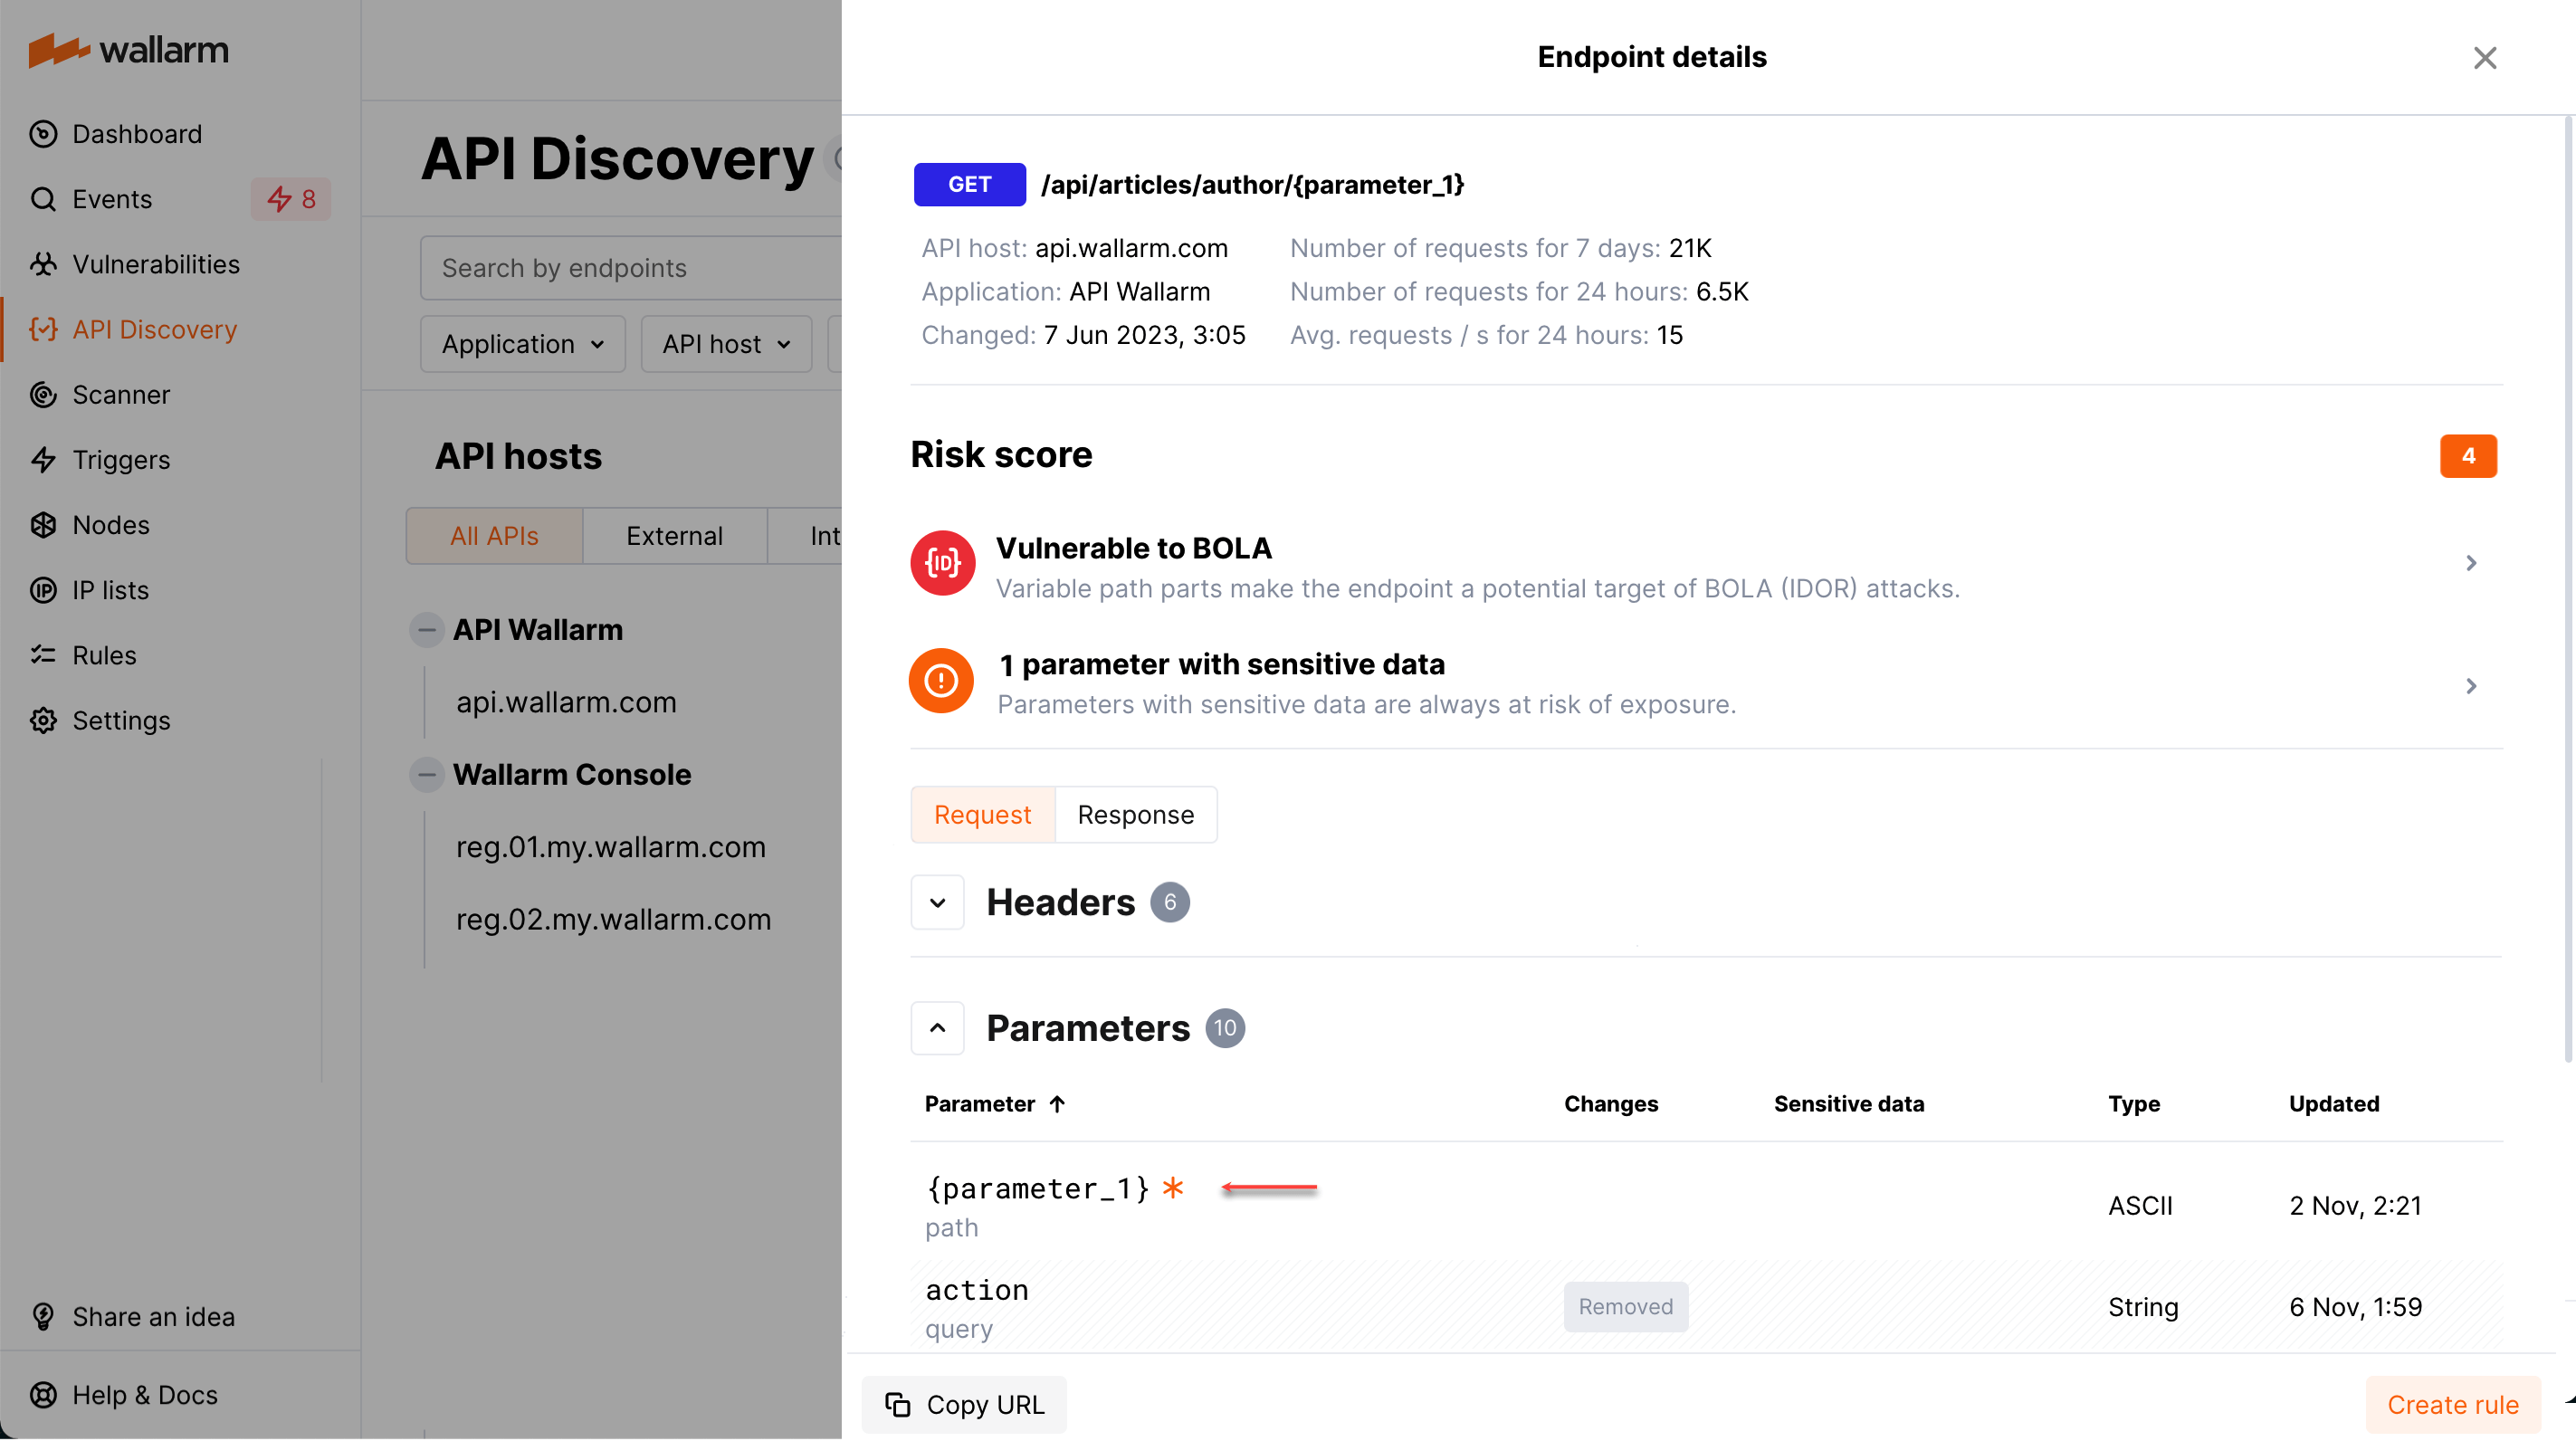 wallarm
Dashboard
Events 8
Vulnerabilities
API Discovery
Scanner
Triggers
Nodes
IP lists
Rules
Settings
Share an idea
Help & Docs
API Discovery
Search by endpoints
Application
API host
API hosts
All APIs External Int
API Wallarm
api.wallarm.com
Wallarm Console
reg.01.my.wallarm.com
reg.02.my.wallarm.com
Endpoint details
GET /api/articles/author/{parameter_1}
API host: api.wallarm.com Number of requests for 7 days: 21K
Application: API Wallarm Number of requests for 24 hours: 6.5K
Changed: 7 Jun 2023, 3:05 Avg. requests / s for 24 hours: 15
Risk score 4
{ID} Vulnerable to BOLA
Variable path parts make the endpoint a potential target of BOLA (IDOR) attacks.
1 parameter with sensitive data
Parameters with sensitive data are always at risk of exposure.
Request Response
Headers 6
Parameters 10
Parameter ↑ Changes Sensitive data Type Updated
{parameter_1} * ASCII 2 Nov, 2:21
path
action Removed String 6 Nov, 1:59
query
Copy URL Create rule